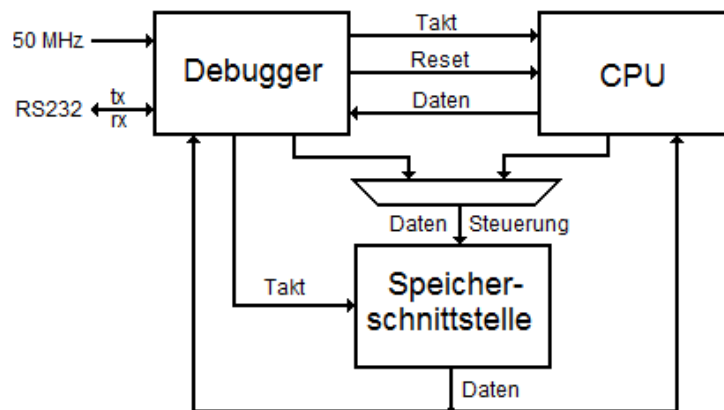 50 MHz
RS232
tx
rx
Debugger
Takt
Reset
Daten
CPU
Daten
Steuerung
Takt
Speicher-
schnittstelle
Daten